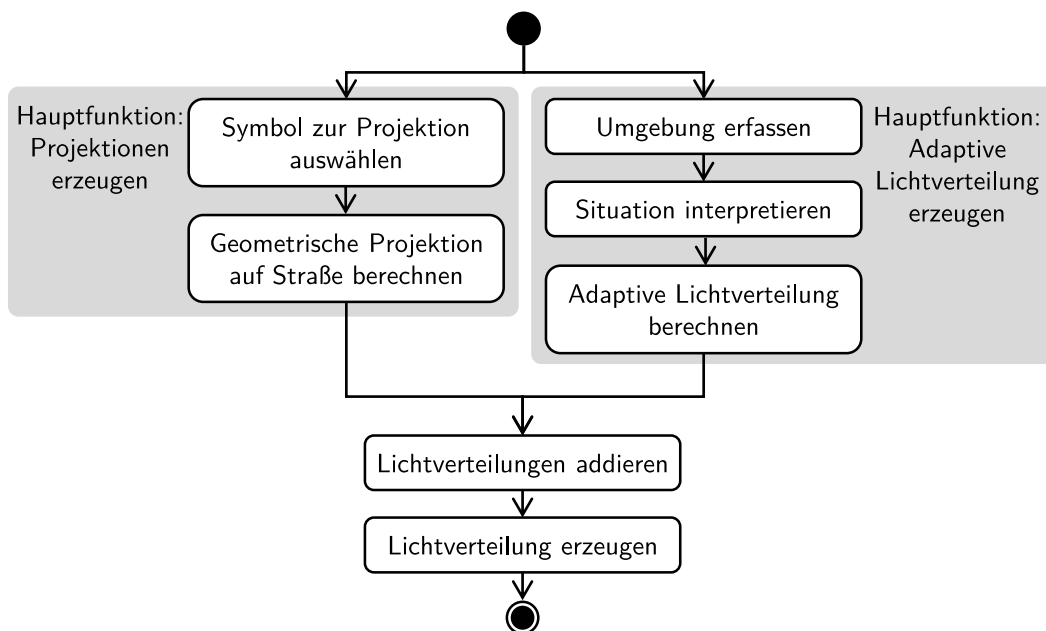 Hauptfunktion:
Projektionen
erzeugen
Symbol zur Projektion
auswählen
Geometrische Projektion
auf Straße berechnen
Umgebung erfassen
Situation interpretieren
Adaptive Lichtverteilung
berechnen
Hauptfunktion:
Adaptive
Lichtverteilung
erzeugen
Lichtverteilungen addieren
Lichtverteilung erzeugen